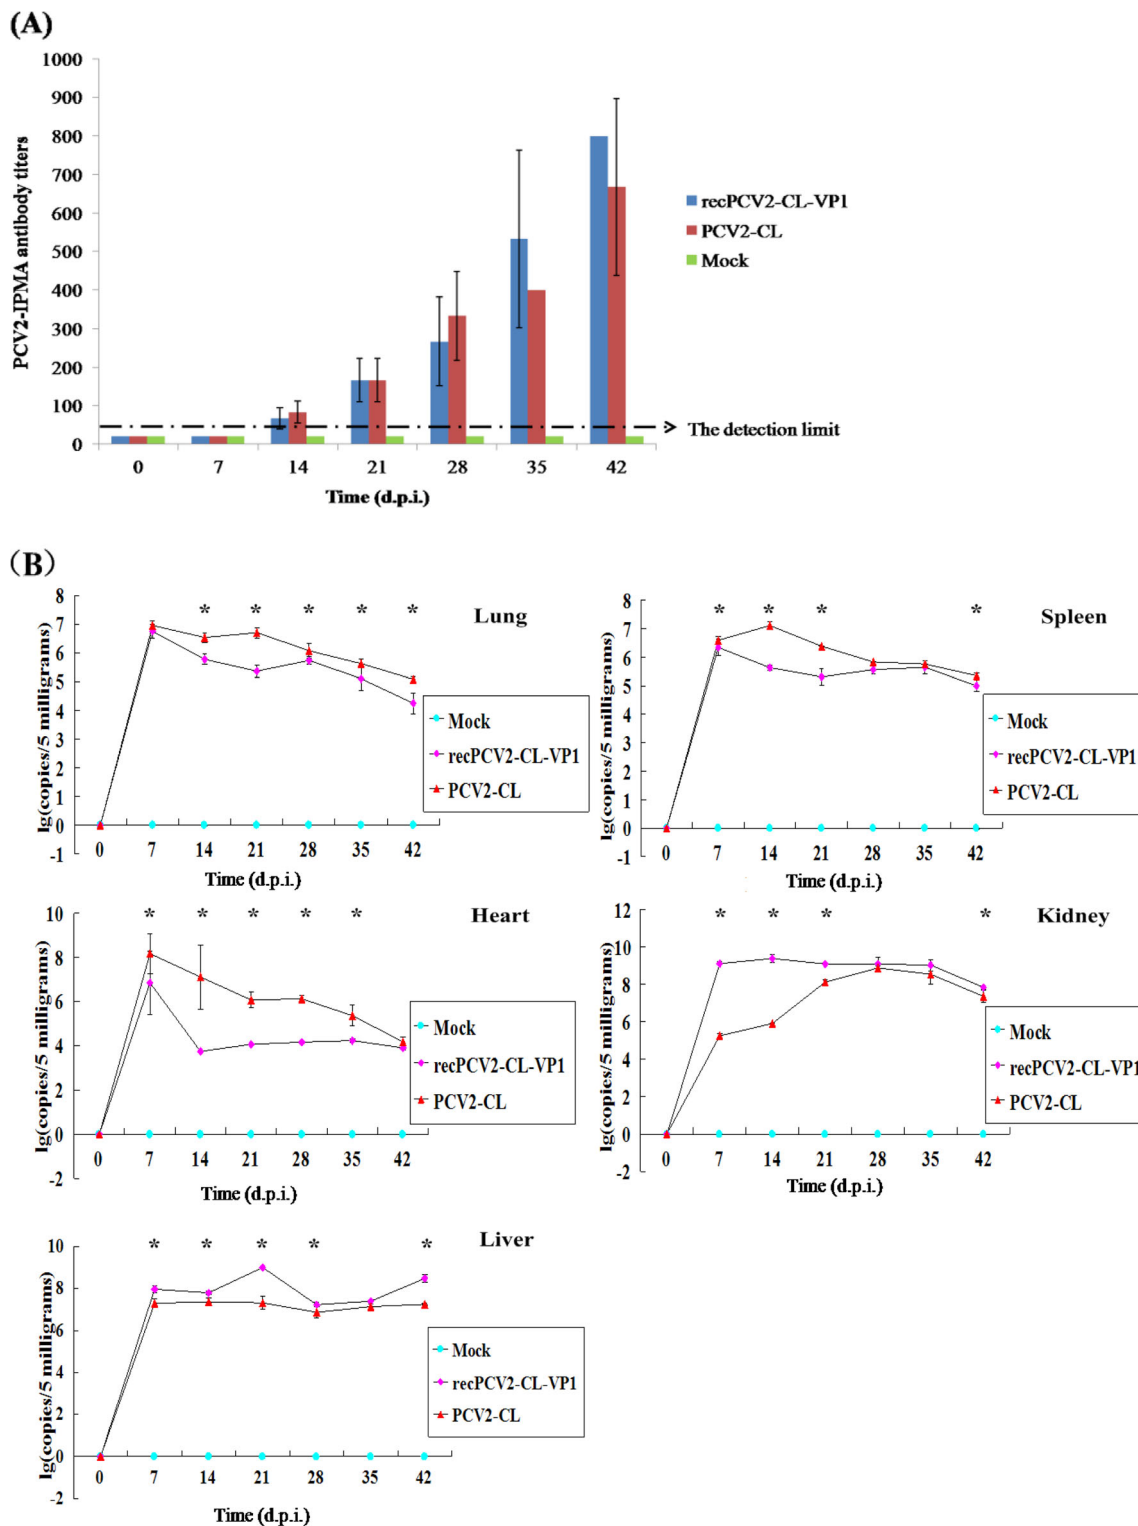 (A)
1000
900
800
700
600
500
400
300
200
100
0
PCV2-IPMA antibody titers
0 7 14 21 28 35 42
Time (d.p.i.)
recPCV2-CL-VP1
PCV2-CL
Mock
The detection limit
(B)
Lung
* * * * *
8
7
6
5
4
3
2
1
0
-1
lg(copies/5 milligrams)
0 7 14 21 28 35 42
Time (d.p.i.)
Mock
recPCV2-CL-VP1
PCV2-CL
Spleen
* * * *
8
7
6
5
4
3
2
1
0
-1
lg(copies/5 milligrams)
0 7 14 21 28 35 42
Time (d.p.i.)
Mock
recPCV2-CL-VP1
PCV2-CL
Heart
* * * * *
10
8
6
4
2
0
-2
lg(copies/5 milligrams)
0 7 14 21 28 35 42
Time (d.p.i.)
Mock
recPCV2-CL-VP1
PCV2-CL
Kidney
* * * *
12
10
8
6
4
2
0
-2
lg(copies/5 milligrams)
0 7 14 21 28 35 42
Time (d.p.i.)
Mock
recPCV2-CL-VP1
PCV2-CL
Liver
* * * * *
10
8
6
4
2
0
-2
lg(copies/5 milligrams)
0 7 14 21 28 35 42
Time (d.p.i.)
Mock
recPCV2-CL-VP1
PCV2-CL